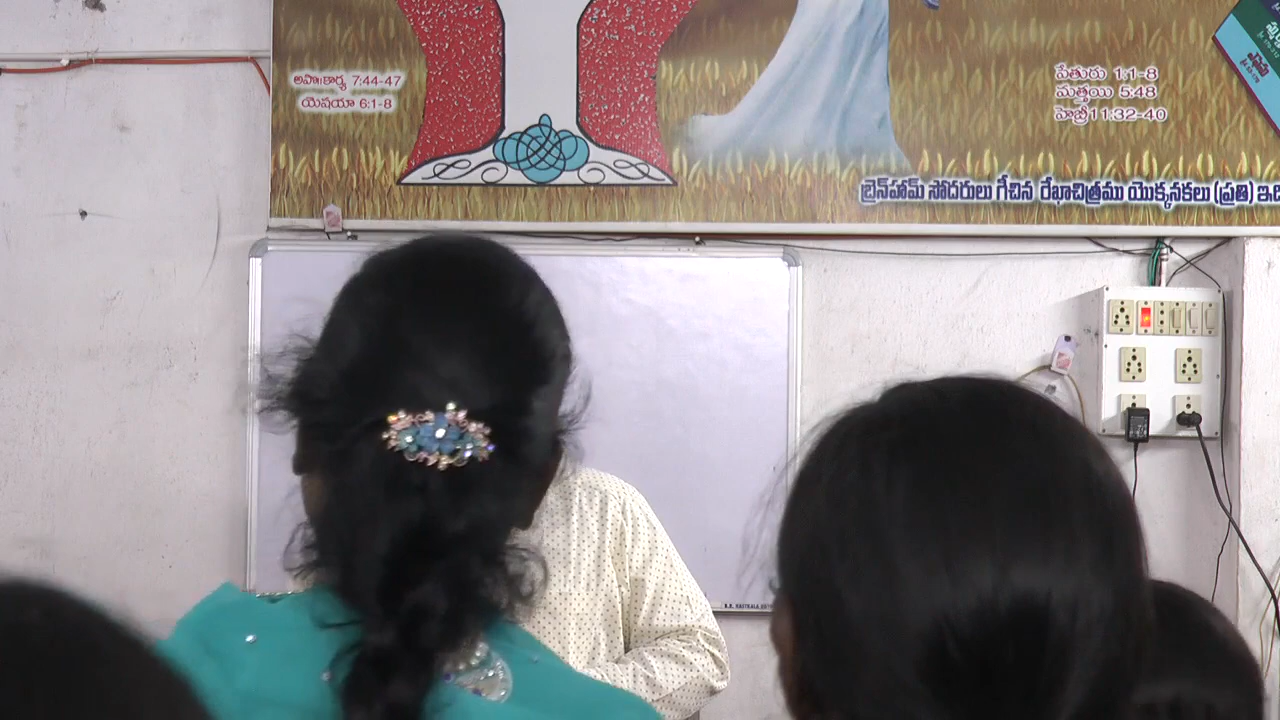 అపొ॥కార్య 7:44-47
యెషయా 6:1-8
పేతురు 1:1-8
మత్తయి 5:48
హెబ్రీ 11:32-40
బ్రెన్‌హామ్ సోదరులు గీచిన రేఖాచిత్రము యొక్కనకలు (ప్రతి) ఇది